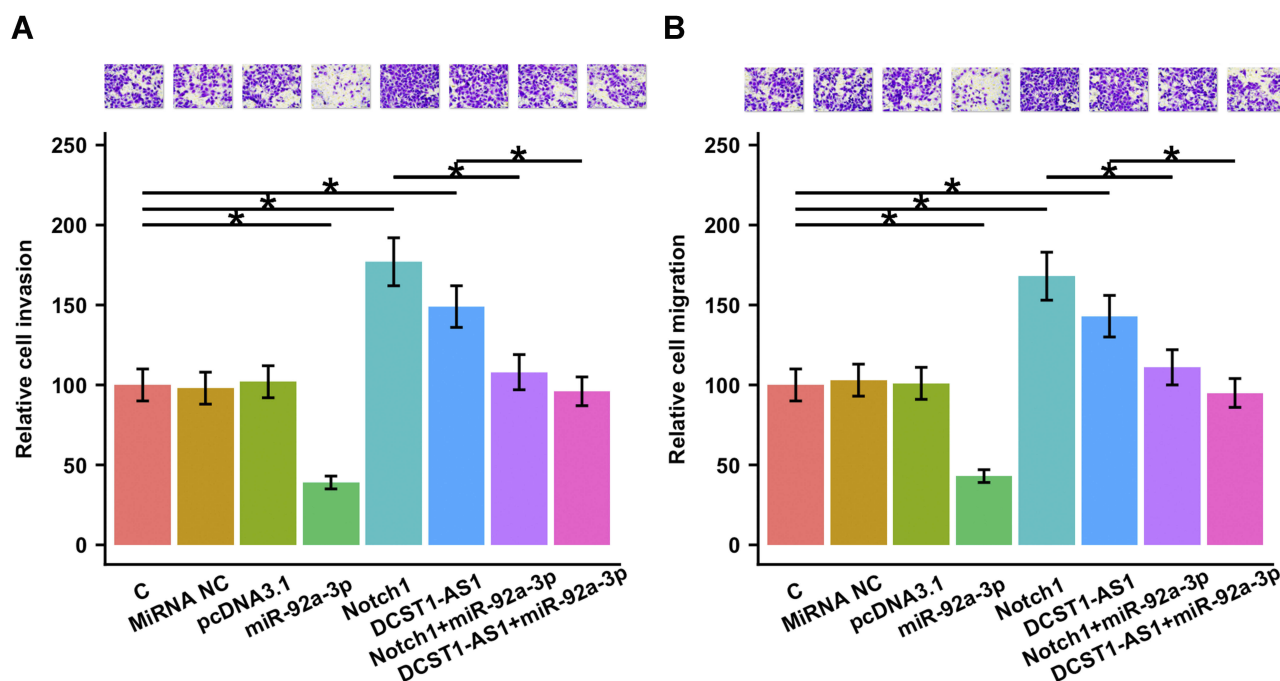 A
250
200
150
100
50
0
Relative cell invasion
*
*
*
*
*
C
MiRNA NC
pcDNA3.1
miR-92a-3p
Notch1
DCST1-AS1
Notch1+miR-92a-3p
DCST1-AS1+miR-92a-3p
B
250
200
150
100
50
0
Relative cell migration
*
*
*
*
*
C
MiRNA NC
pcDNA3.1
miR-92a-3p
Notch1
DCST1-AS1
Notch1+miR-92a-3p
DCST1-AS1+miR-92a-3p